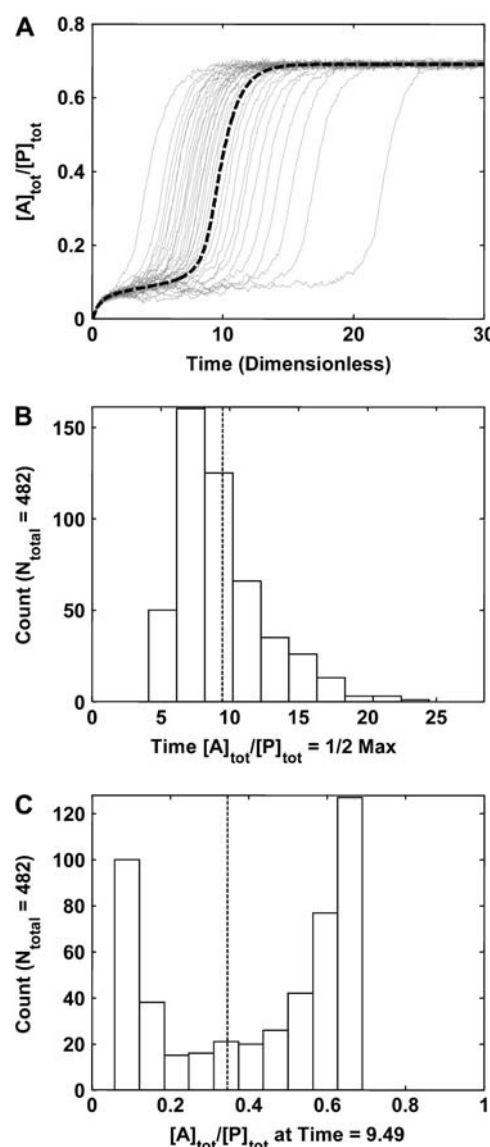 A
0.8
0.6
0.4
0.2
0
[A]tot/[P]tot
0 10 20 30
Time (Dimensionless)
B
150
100
50
0
Count (Ntotal = 482)
0 5 10 15 20 25
Time [A]tot/[P]tot = 1/2 Max
C
120
100
80
60
40
20
0
Count (Ntotal = 482)
0 0.2 0.4 0.6 0.8 1
[A]tot/[P]tot at Time = 9.49